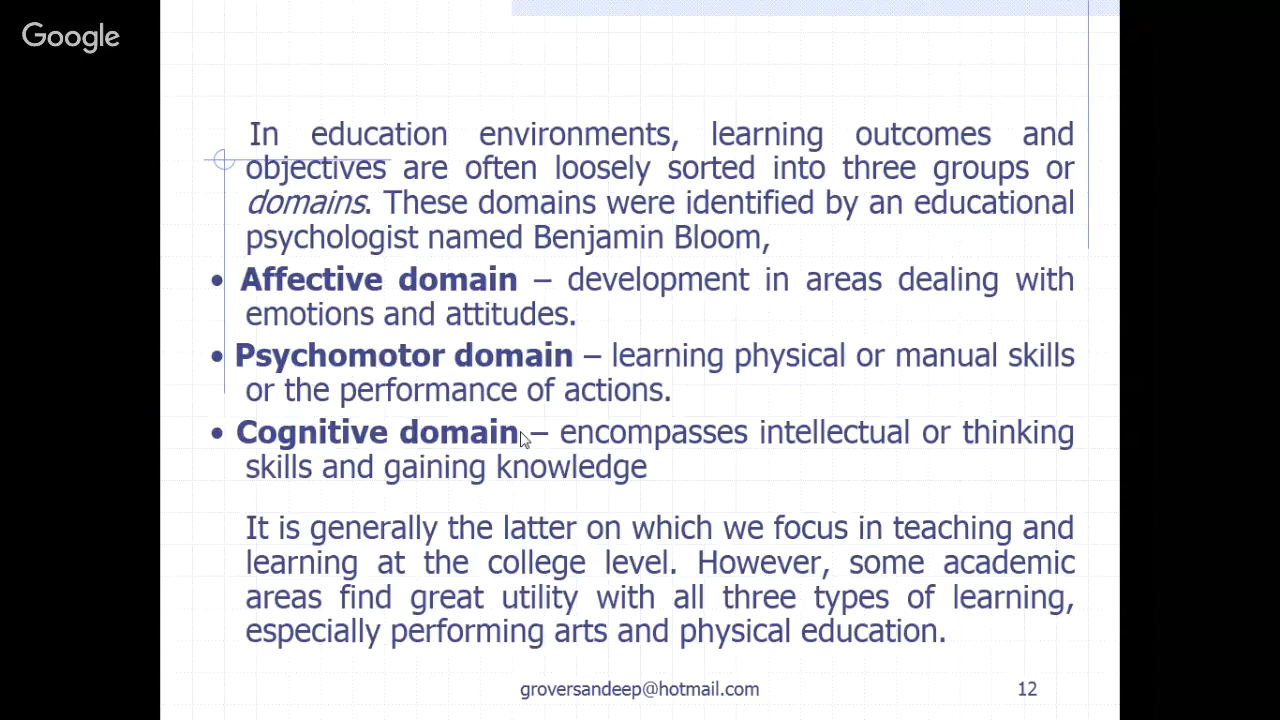 Google
In education environments, learning outcomes and
objectives are often loosely sorted into three groups or
domains. These domains were identified by an educational
psychologist named Benjamin Bloom,
• Affective domain – development in areas dealing with
emotions and attitudes.
• Psychomotor domain – learning physical or manual skills
or the performance of actions.
• Cognitive domain – encompasses intellectual or thinking
skills and gaining knowledge
It is generally the latter on which we focus in teaching and
learning at the college level. However, some academic
areas find great utility with all three types of learning,
especially performing arts and physical education.
groversandeep@hotmail.com
12